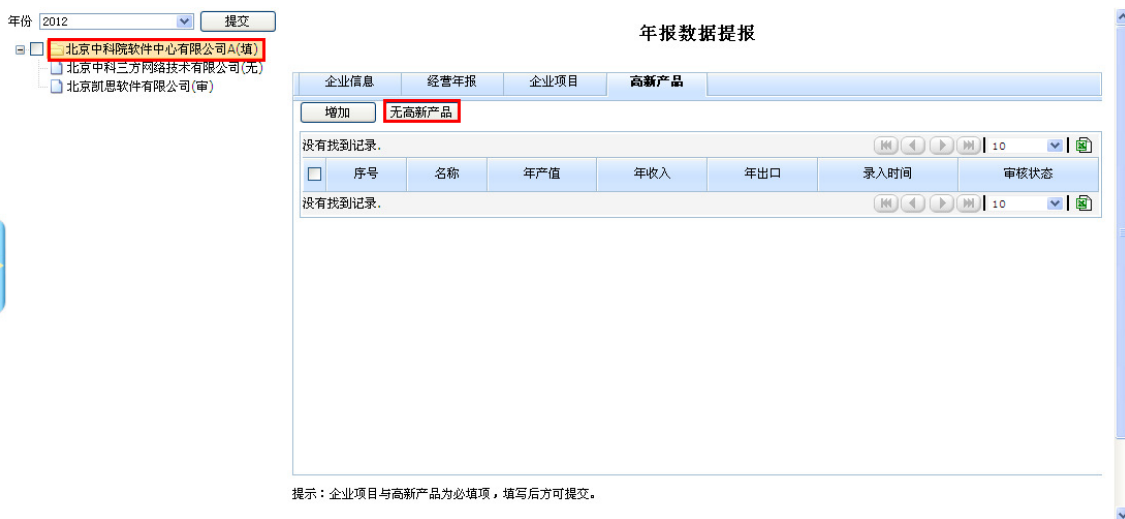 年份 2012 提交
北京中科院软件中心有限公司A(填)
北京中科三方网络技术有限公司(无)
北京凯思软件有限公司(审)
年报数据提报
企业信息 经营年报 企业项目 高新产品
增加 无高新产品
没有找到记录. 10
序号 名称 年产值 年收入 年出口 录入时间 审核状态
没有找到记录. 10
提示：企业项目与高新产品为必填项，填写后方可提交。